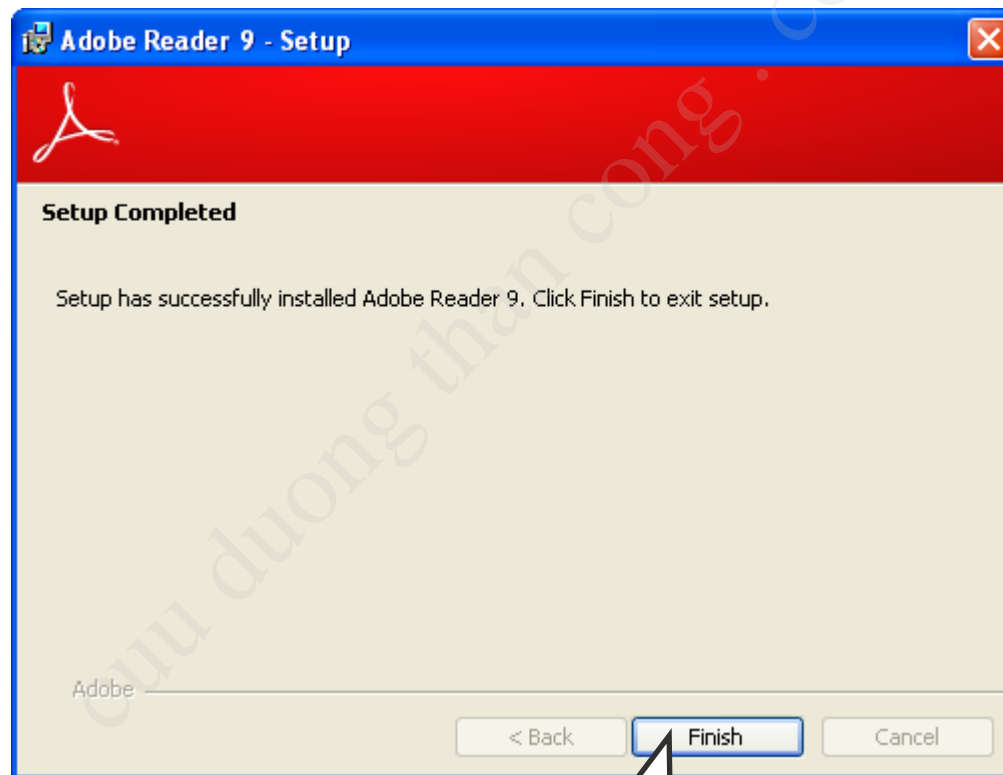 Adobe Reader 9 - Setup
Setup Completed
Setup has successfully installed Adobe Reader 9. Click Finish to exit setup.
Adobe
< Back
Finish
Cancel
cuu duong than cong . co